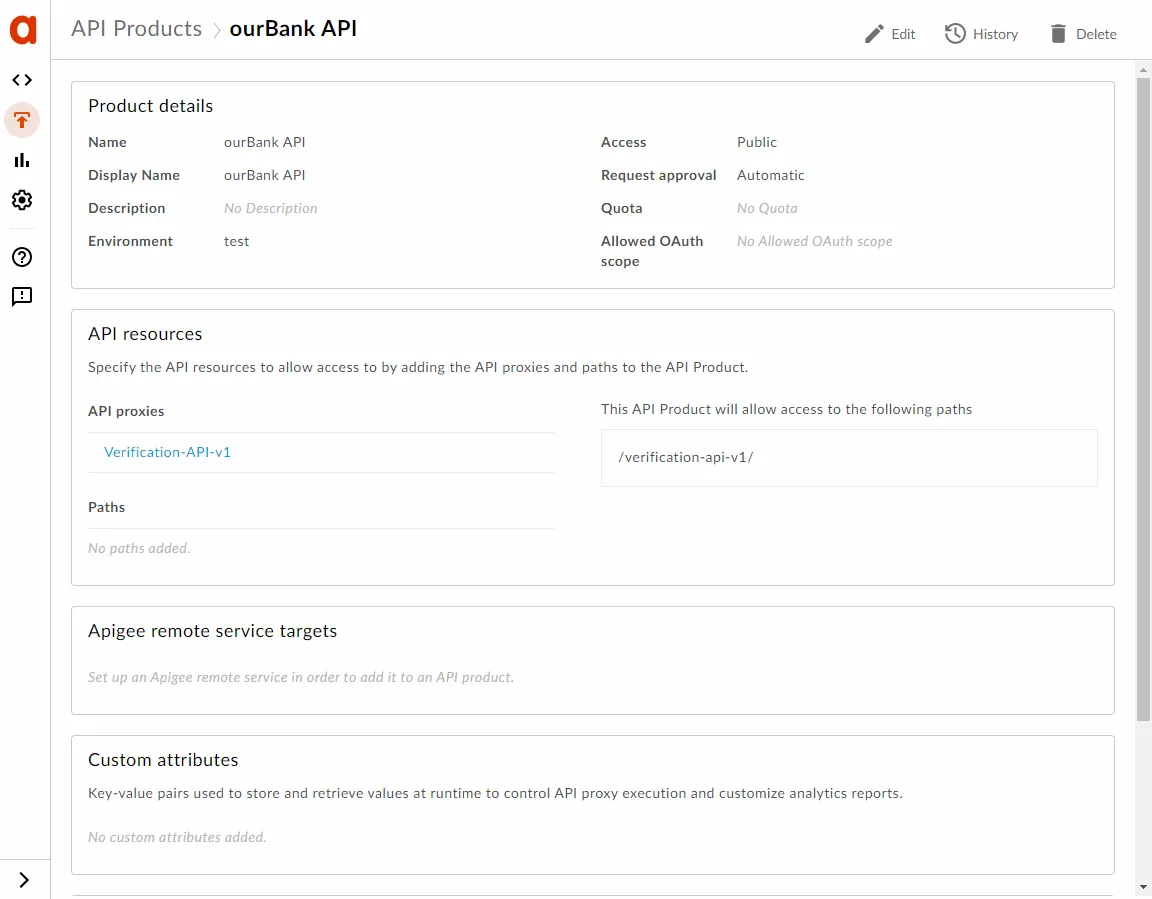 a
API Products > ourBank API
Edit
History
Delete
Product details
Name
ourBank API
Display Name
ourBank API
Description
No Description
Environment
test
Access
Public
Request approval
Automatic
Quota
No Quota
Allowed OAuth
scope
No Allowed OAuth scope
API resources
Specify the API resources to allow access to by adding the API proxies and paths to the API Product.
API proxies
Verification-API-v1
Paths
No paths added.
This API Product will allow access to the following paths
/verification-api-v1/
Apigee remote service targets
Set up an Apigee remote service in order to add it to an API product.
Custom attributes
Key-value pairs used to store and retrieve values at runtime to control API proxy execution and customize analytics reports.
No custom attributes added.